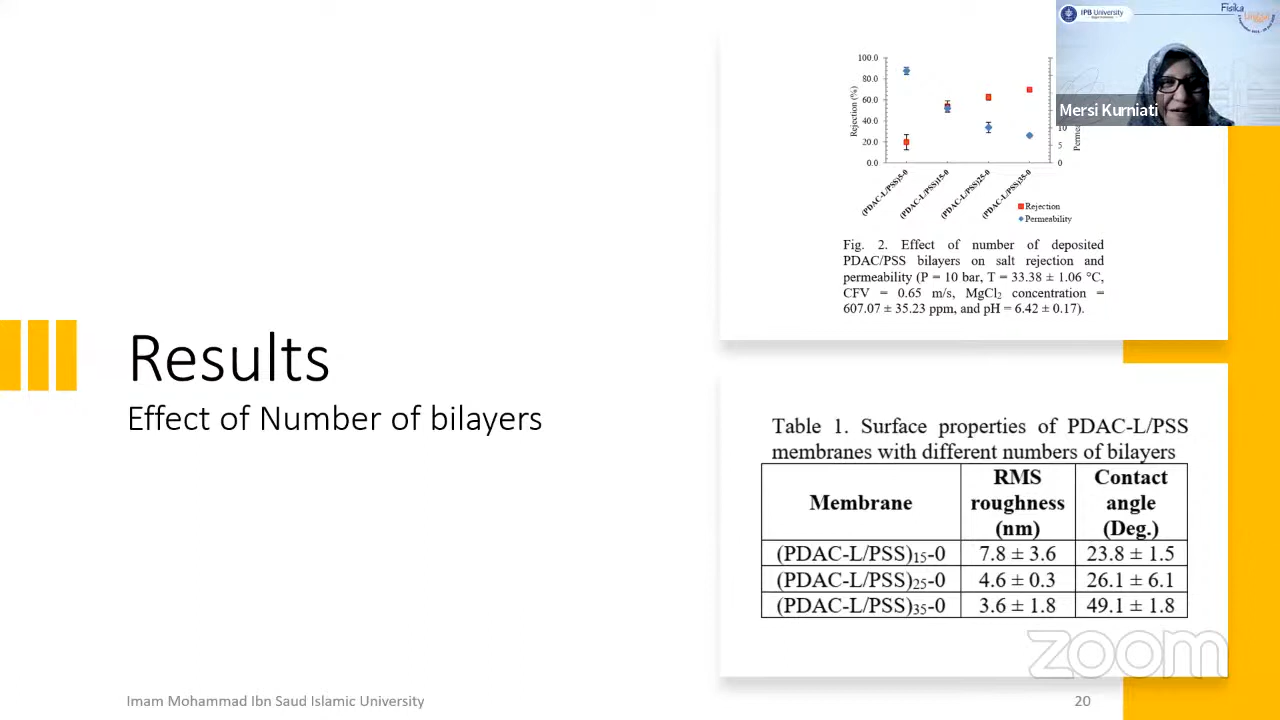 Results
Effect of Number of bilayers
Imam Mohammad Ibn Saud Islamic University
20
100.0
80.0
60.0
40.0
20.0
0.0
Rejection (%)
10
5
0
(PDAC-L/PSS)5-0
(PDAC-L/PSS)15-0
(PDAC-L/PSS)25-0
(PDAC-L/PSS)35-0
Rejection
Permeability
Fig. 2. Effect of number of deposited
PDAC/PSS bilayers on salt rejection and
permeability (P = 10 bar, T = 33.38 ± 1.06 °C,
CFV = 0.65 m/s, MgCl2 concentration =
607.07 ± 35.23 ppm, and pH = 6.42 ± 0.17).
Table 1. Surface properties of PDAC-L/PSS
membranes with different numbers of bilayers
Membrane RMS roughness (nm) Contact angle (Deg.)
(PDAC-L/PSS)15-0 7.8 ± 3.6 23.8 ± 1.5
(PDAC-L/PSS)25-0 4.6 ± 0.3 26.1 ± 6.1
(PDAC-L/PSS)35-0 3.6 ± 1.8 49.1 ± 1.8
IPB University
Fisika
Mersi Kurniati
zoom